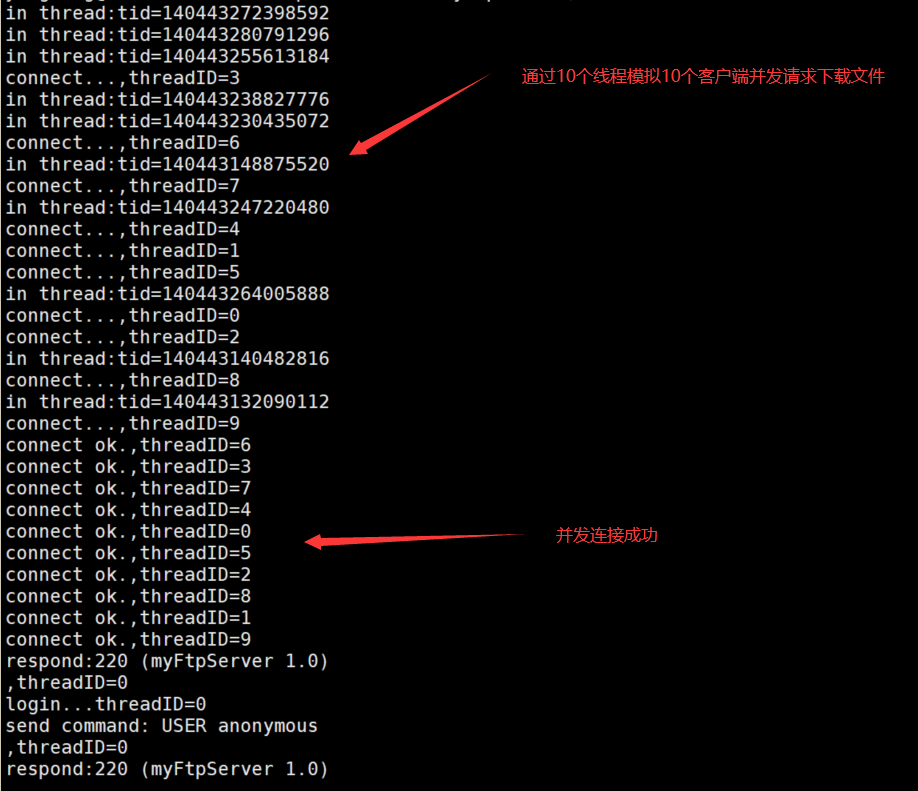 in thread:tid=140443272398592
in thread:tid=140443280791296
in thread:tid=140443255613184
connect...,threadID=3
通过10个线程模拟10个客户端并发请求下载文件
in thread:tid=140443238827776
in thread:tid=140443230435072
connect...,threadID=6
in thread:tid=140443148875520
connect...,threadID=7
in thread:tid=140443247220480
connect...,threadID=4
connect...,threadID=1
connect...,threadID=5
in thread:tid=140443264005888
connect...,threadID=0
connect...,threadID=2
in thread:tid=140443140482816
connect...,threadID=8
in thread:tid=140443132090112
connect...,threadID=9
connect ok.,threadID=6
connect ok.,threadID=3
connect ok.,threadID=7
connect ok.,threadID=4
connect ok.,threadID=0
并发连接成功
connect ok.,threadID=5
connect ok.,threadID=2
connect ok.,threadID=8
connect ok.,threadID=1
connect ok.,threadID=9
respond:220 (myFtpServer 1.0)
,threadID=0
login...threadID=0
send command: USER anonymous
,threadID=0
respond:220 (myFtpServer 1.0)